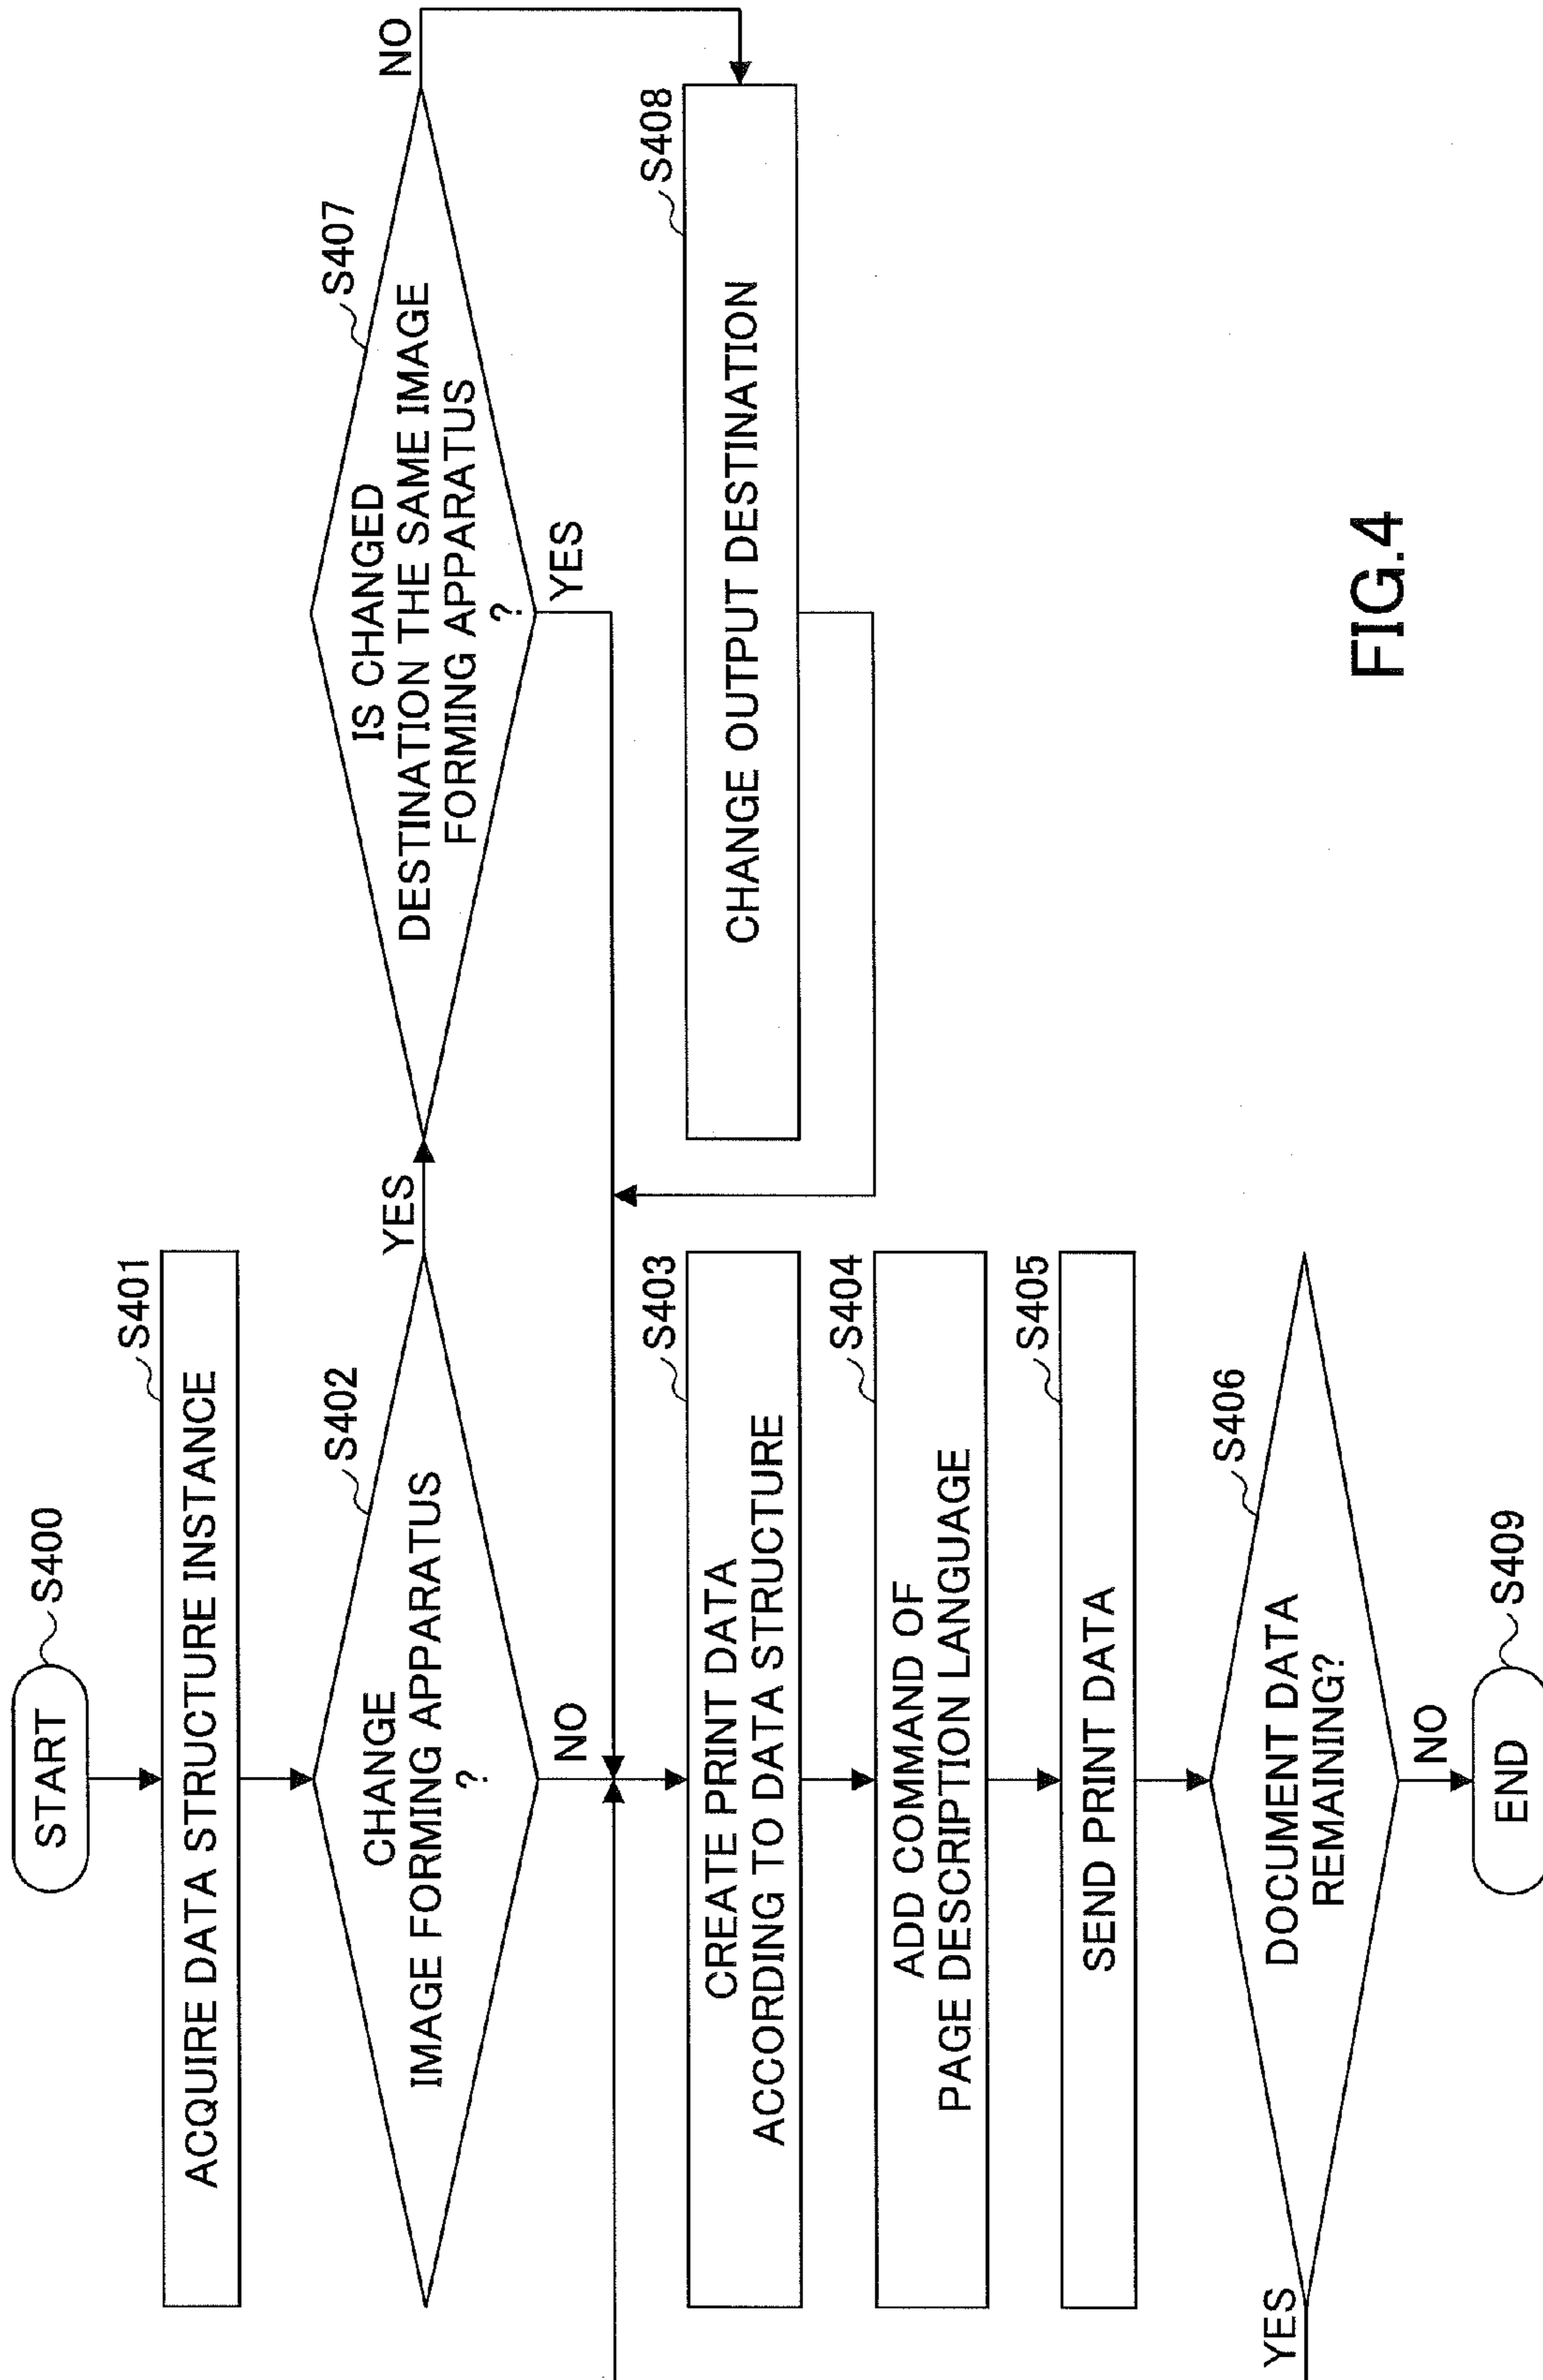 START
S400
ACQUIRE DATA STRUCTURE INSTANCE
S401
CHANGE
IMAGE FORMING APPARATUS
?
S402
YES
NO
IS CHANGED
DESTINATION THE SAME IMAGE
FORMING APPARATUS
?
S407
NO
YES
CHANGE OUTPUT DESTINATION
S408
CREATE PRINT DATA
ACCORDING TO DATA STRUCTURE
S403
ADD COMMAND OF
PAGE DESCRIPTION LANGUAGE
S404
SEND PRINT DATA
S405
DOCUMENT DATA
REMAINING?
S406
YES
NO
END
S409
FIG.4